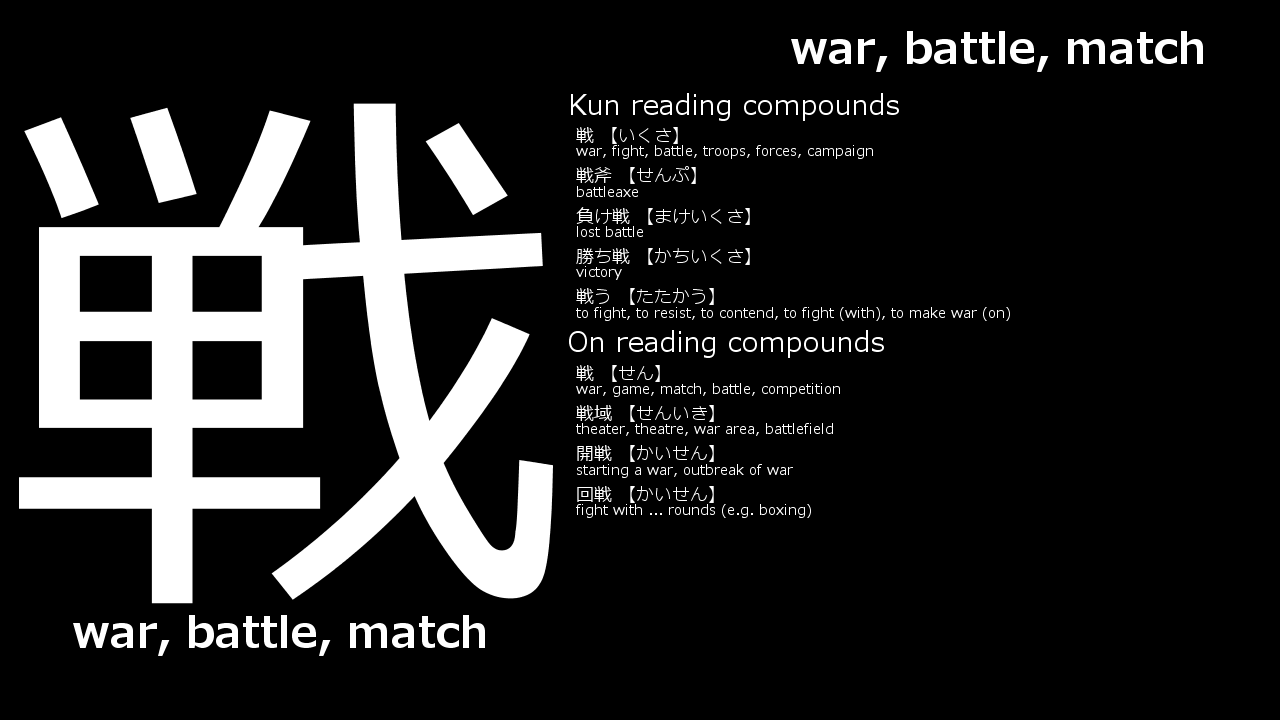 war, battle, match
戦
Kun reading compounds
戦 【いくさ】
war, fight, battle, troops, forces, campaign
戦斧 【せんぷ】
battleaxe
負け戦 【まけいくさ】
lost battle
勝ち戦 【かちいくさ】
victory
戦う 【たたかう】
to fight, to resist, to contend, to fight (with), to make war (on)
On reading compounds
戦 【せん】
war, game, match, battle, competition
戦域 【せんいき】
theater, theatre, war area, battlefield
開戦 【かいせん】
starting a war, outbreak of war
回戦 【かいせん】
fight with ... rounds (e.g. boxing)
war, battle, match